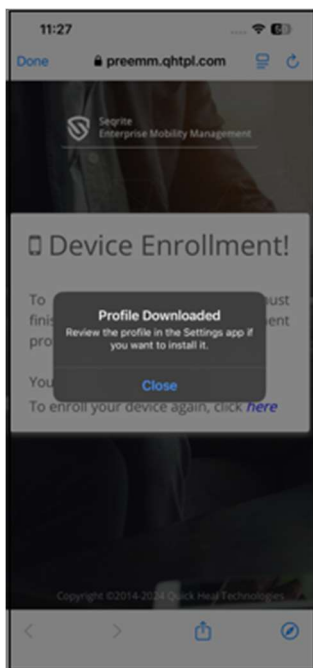 11:27
Done preemm.qhtpl.com
Seqrite
Enterprise Mobility Management
Device Enrollment!
To ust
finis ent
pro
Profile Downloaded
Review the profile in the Settings app if
you want to install it.
Close
You
To enroll your device again, click here
Copyright ©2014-2024 Quick Heal Technologies